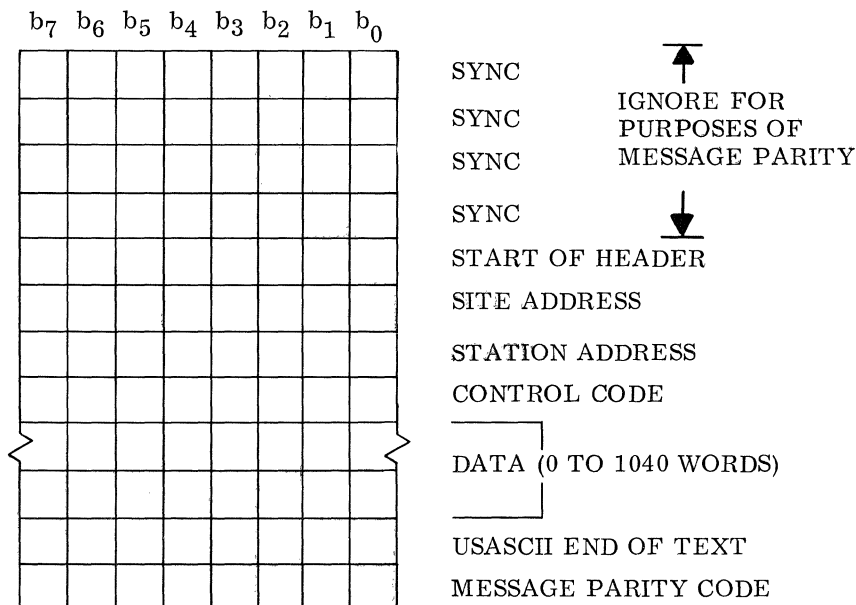 b7 b6 b5 b4 b3 b2 b1 b0
SYNC
SYNC
SYNC
SYNC
IGNORE FOR
PURPOSES OF
MESSAGE PARITY
START OF HEADER
SITE ADDRESS
STATION ADDRESS
CONTROL CODE
DATA (0 TO 1040 WORDS)
USASCII END OF TEXT
MESSAGE PARITY CODE